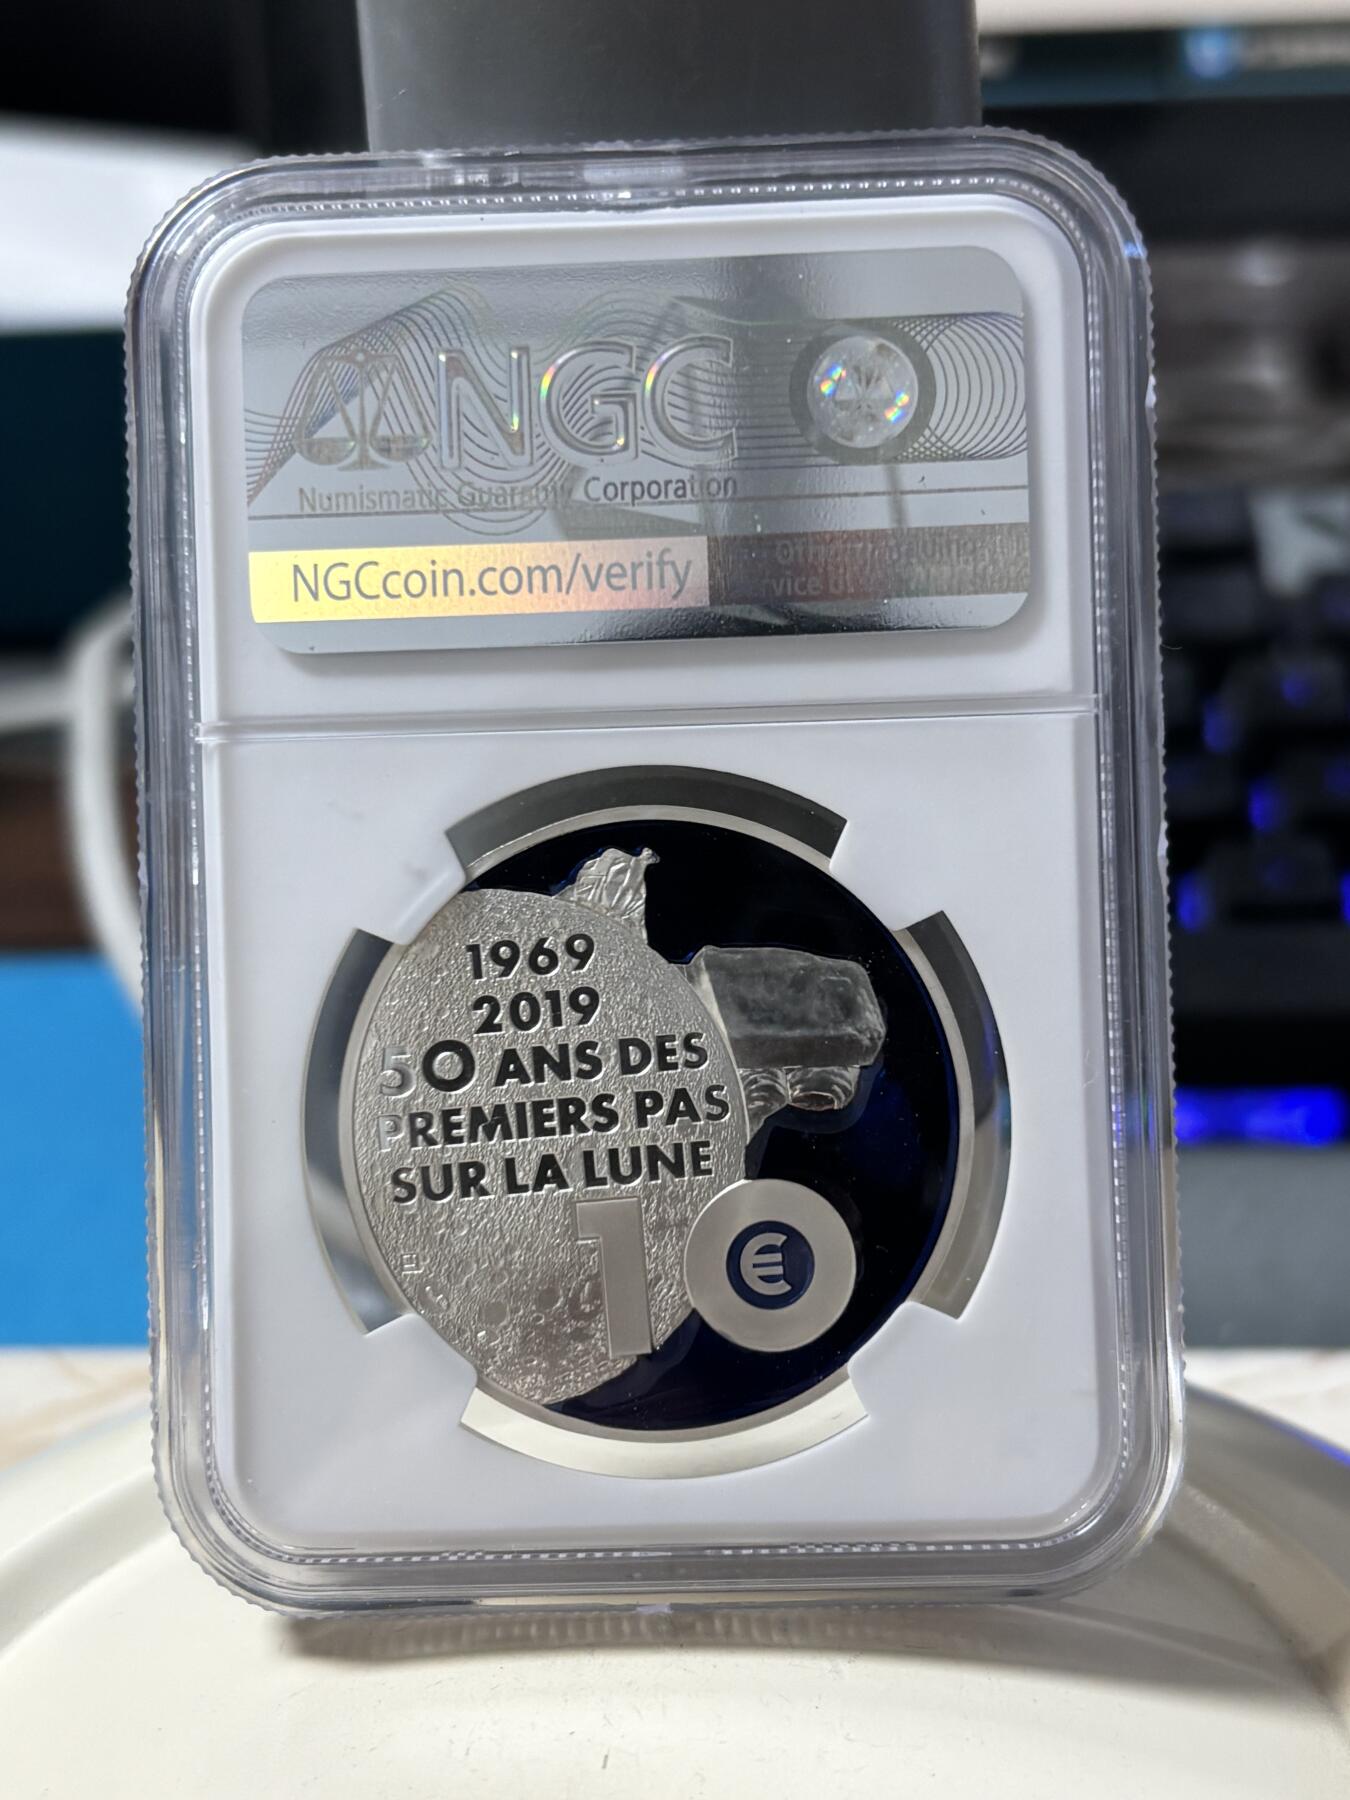 NGC
Numismatic Guaranty Corporation
NGCcoin.com/verify
1969
2019
50 ANS DES
PREMIERS PAS
SUR LA LUNE
10
€